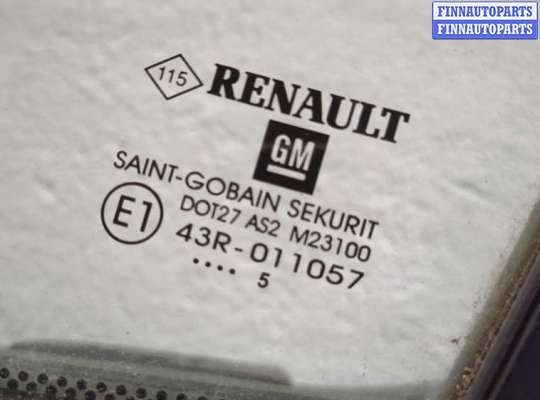 FINNAUTOPARTS
FINNAUTOPARTS
115
RENAULT
GM
SAINT-GOBAIN SEKURIT
DOT27 AS2 M23100
E1
43R-011057
.... 5